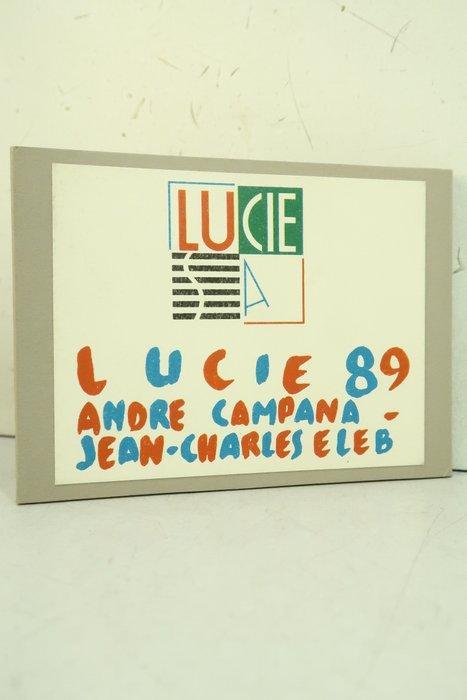 LUCIE
SA
LUCIE 89
ANDRE CAMPANA -
JEAN-CHARLES ELEB